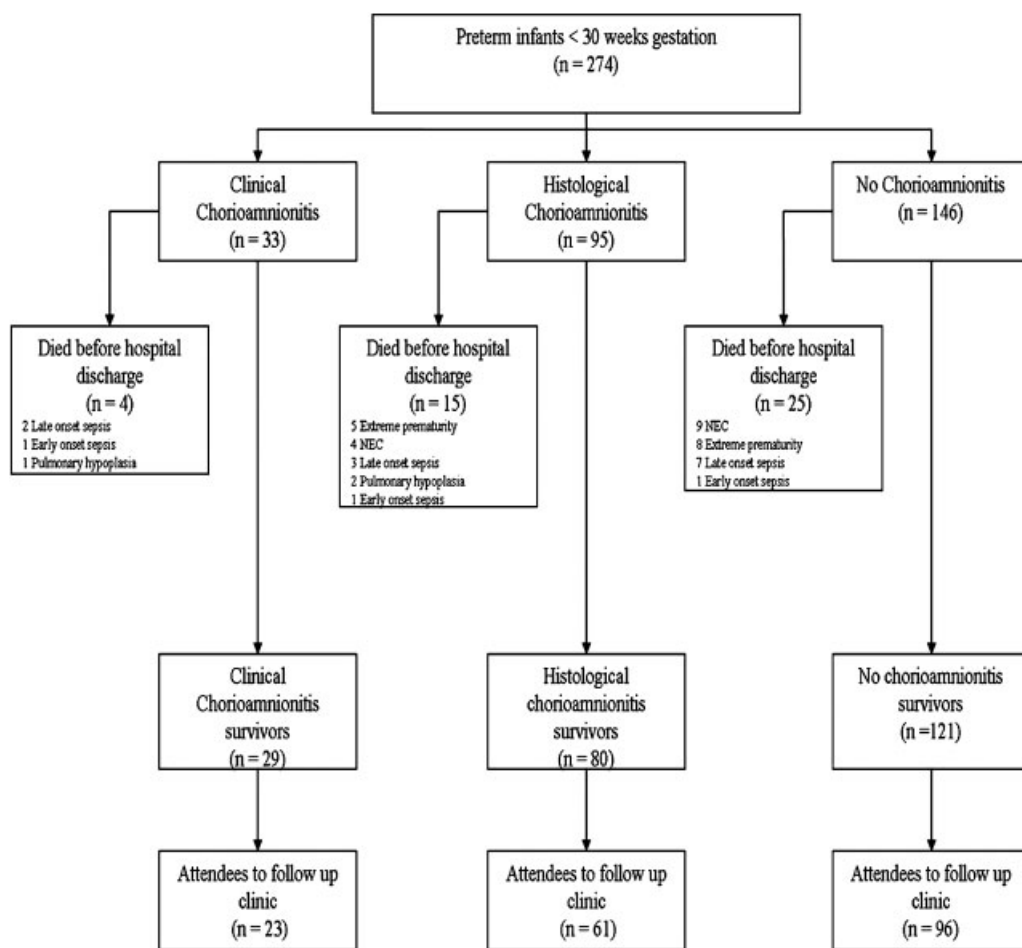 Preterm infants < 30 weeks gestation
(n = 274)
Clinical
Chorioamnionitis
(n = 33)
Histological
Chorioamnionitis
(n = 95)
No Chorioamnionitis
(n = 146)
Died before hospital
discharge
(n = 4)
2 Late onset sepsis
1 Early onset sepsis
1 Pulmonary hypoplasia
Died before hospital
discharge
(n = 15)
5 Extreme prematurity
4 NEC
3 Late onset sepsis
2 Pulmonary hypoplasia
1 Early onset sepsis
Died before hospital
discharge
(n = 25)
9 NEC
8 Extreme prematurity
7 Late onset sepsis
1 Early onset sepsis
Clinical
Chorioamnionitis
survivors
(n = 29)
Histological
chorioamnionitis
survivors
(n = 80)
No chorioamnionitis
survivors
(n =121)
Attendees to follow up
clinic
(n = 23)
Attendees to follow up
clinic
(n = 61)
Attendees to follow up
clinic
(n = 96)